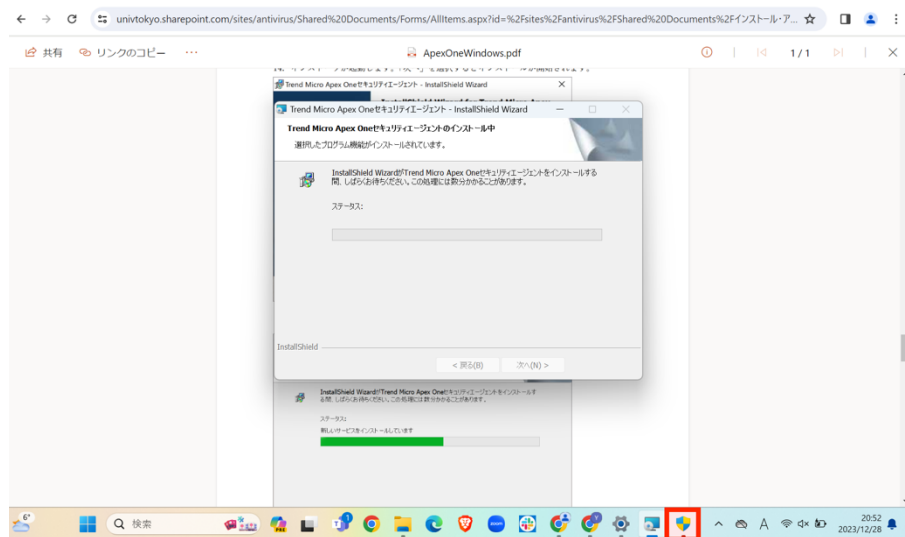 univtokyo.sharepoint.com/sites/antivirus/Shared%20Documents/Forms/AllItems.aspx?id=%2Fsites%2Fantivirus%2FShared%20Documents%2Fインストール・ア...
共有 リンクのコピー ... ApexOneWindows.pdf 1 / 1
Trend Micro Apex Oneセキュリティエージェント - InstallShield Wizard
Trend Micro Apex Oneセキュリティエージェント - InstallShield Wizard
Trend Micro Apex Oneセキュリティエージェントのインストール中
選択したプログラム機能がインストールされています。
InstallShield WizardがTrend Micro Apex Oneセキュリティエージェントをインストールする
間、しばらくお待ちください。この処理には数分かかることがあります。
ステータス:
InstallShield
< 戻る(B) 次へ(N) >
InstallShield WizardがTrend Micro Apex Oneセキュリティエージェントをインストールす
る間、しばらくお待ちください。この処理には数分かかることがあります。
ステータス:
新しいサービスをインストールしています
6°
検索
A
20:52
2023/12/28